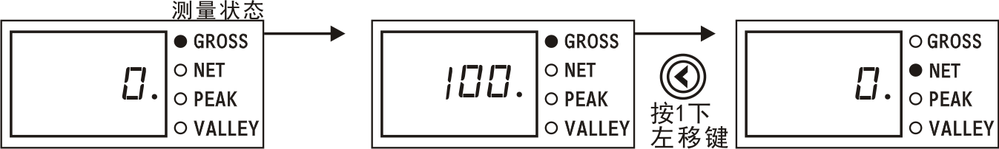 测量状态
0.
GROSS
NET
PEAK
VALLEY
100.
GROSS
NET
PEAK
VALLEY
按1下
左移键
0.
GROSS
NET
PEAK
VALLEY